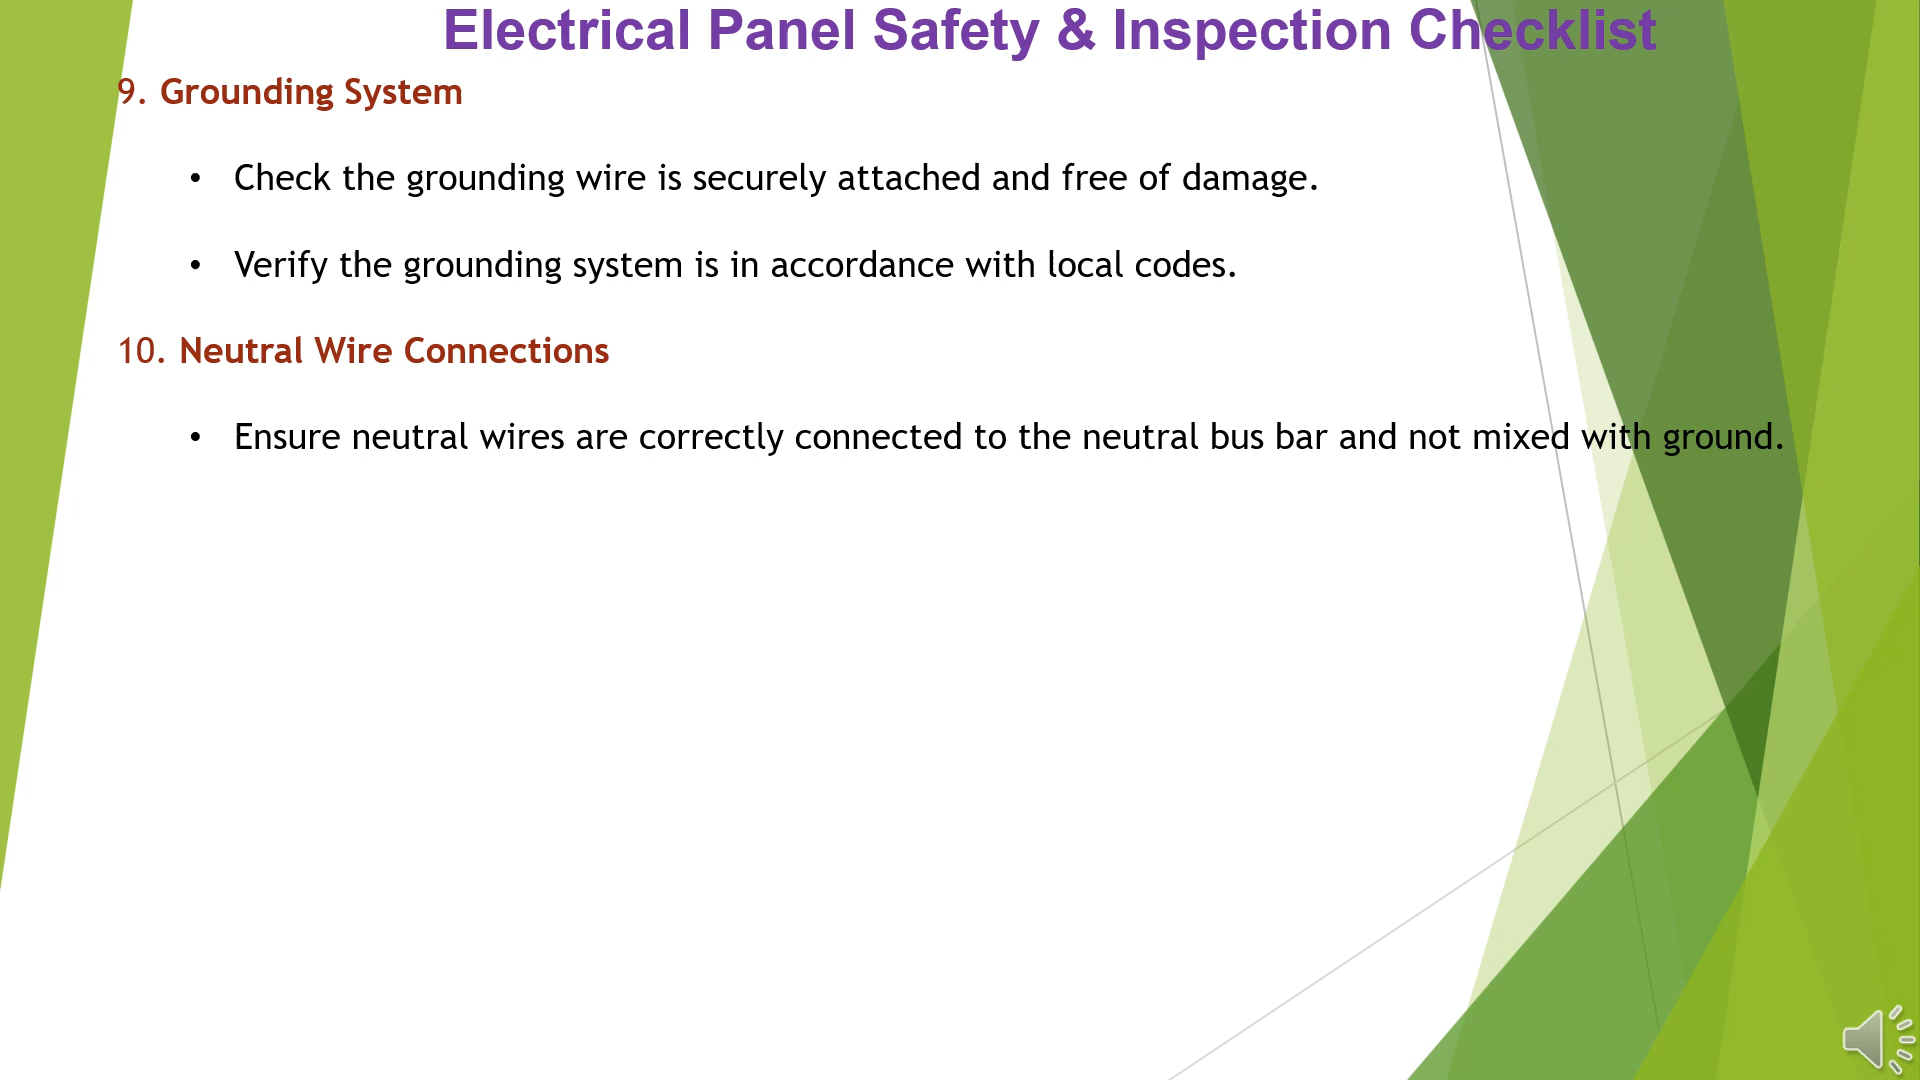 Electrical Panel Safety & Inspection Checklist
9. Grounding System
• Check the grounding wire is securely attached and free of damage.
• Verify the grounding system is in accordance with local codes.
10. Neutral Wire Connections
• Ensure neutral wires are correctly connected to the neutral bus bar and not mixed with ground.